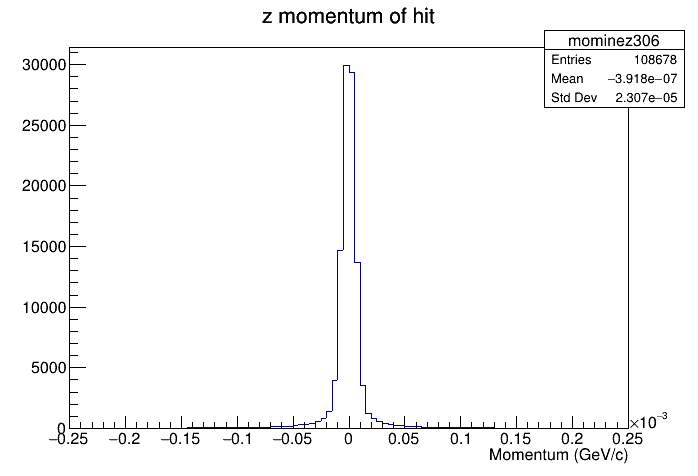 z momentum of hit
mominez306
Entries 108678
Mean −3.918e−07
Std Dev 2.307e−05
30000
25000
20000
15000
10000
5000
0
−0.25 −0.2 −0.15 −0.1 −0.05 0 0.05 0.1 0.15 0.2 0.25
×10−3
Momentum (GeV/c)